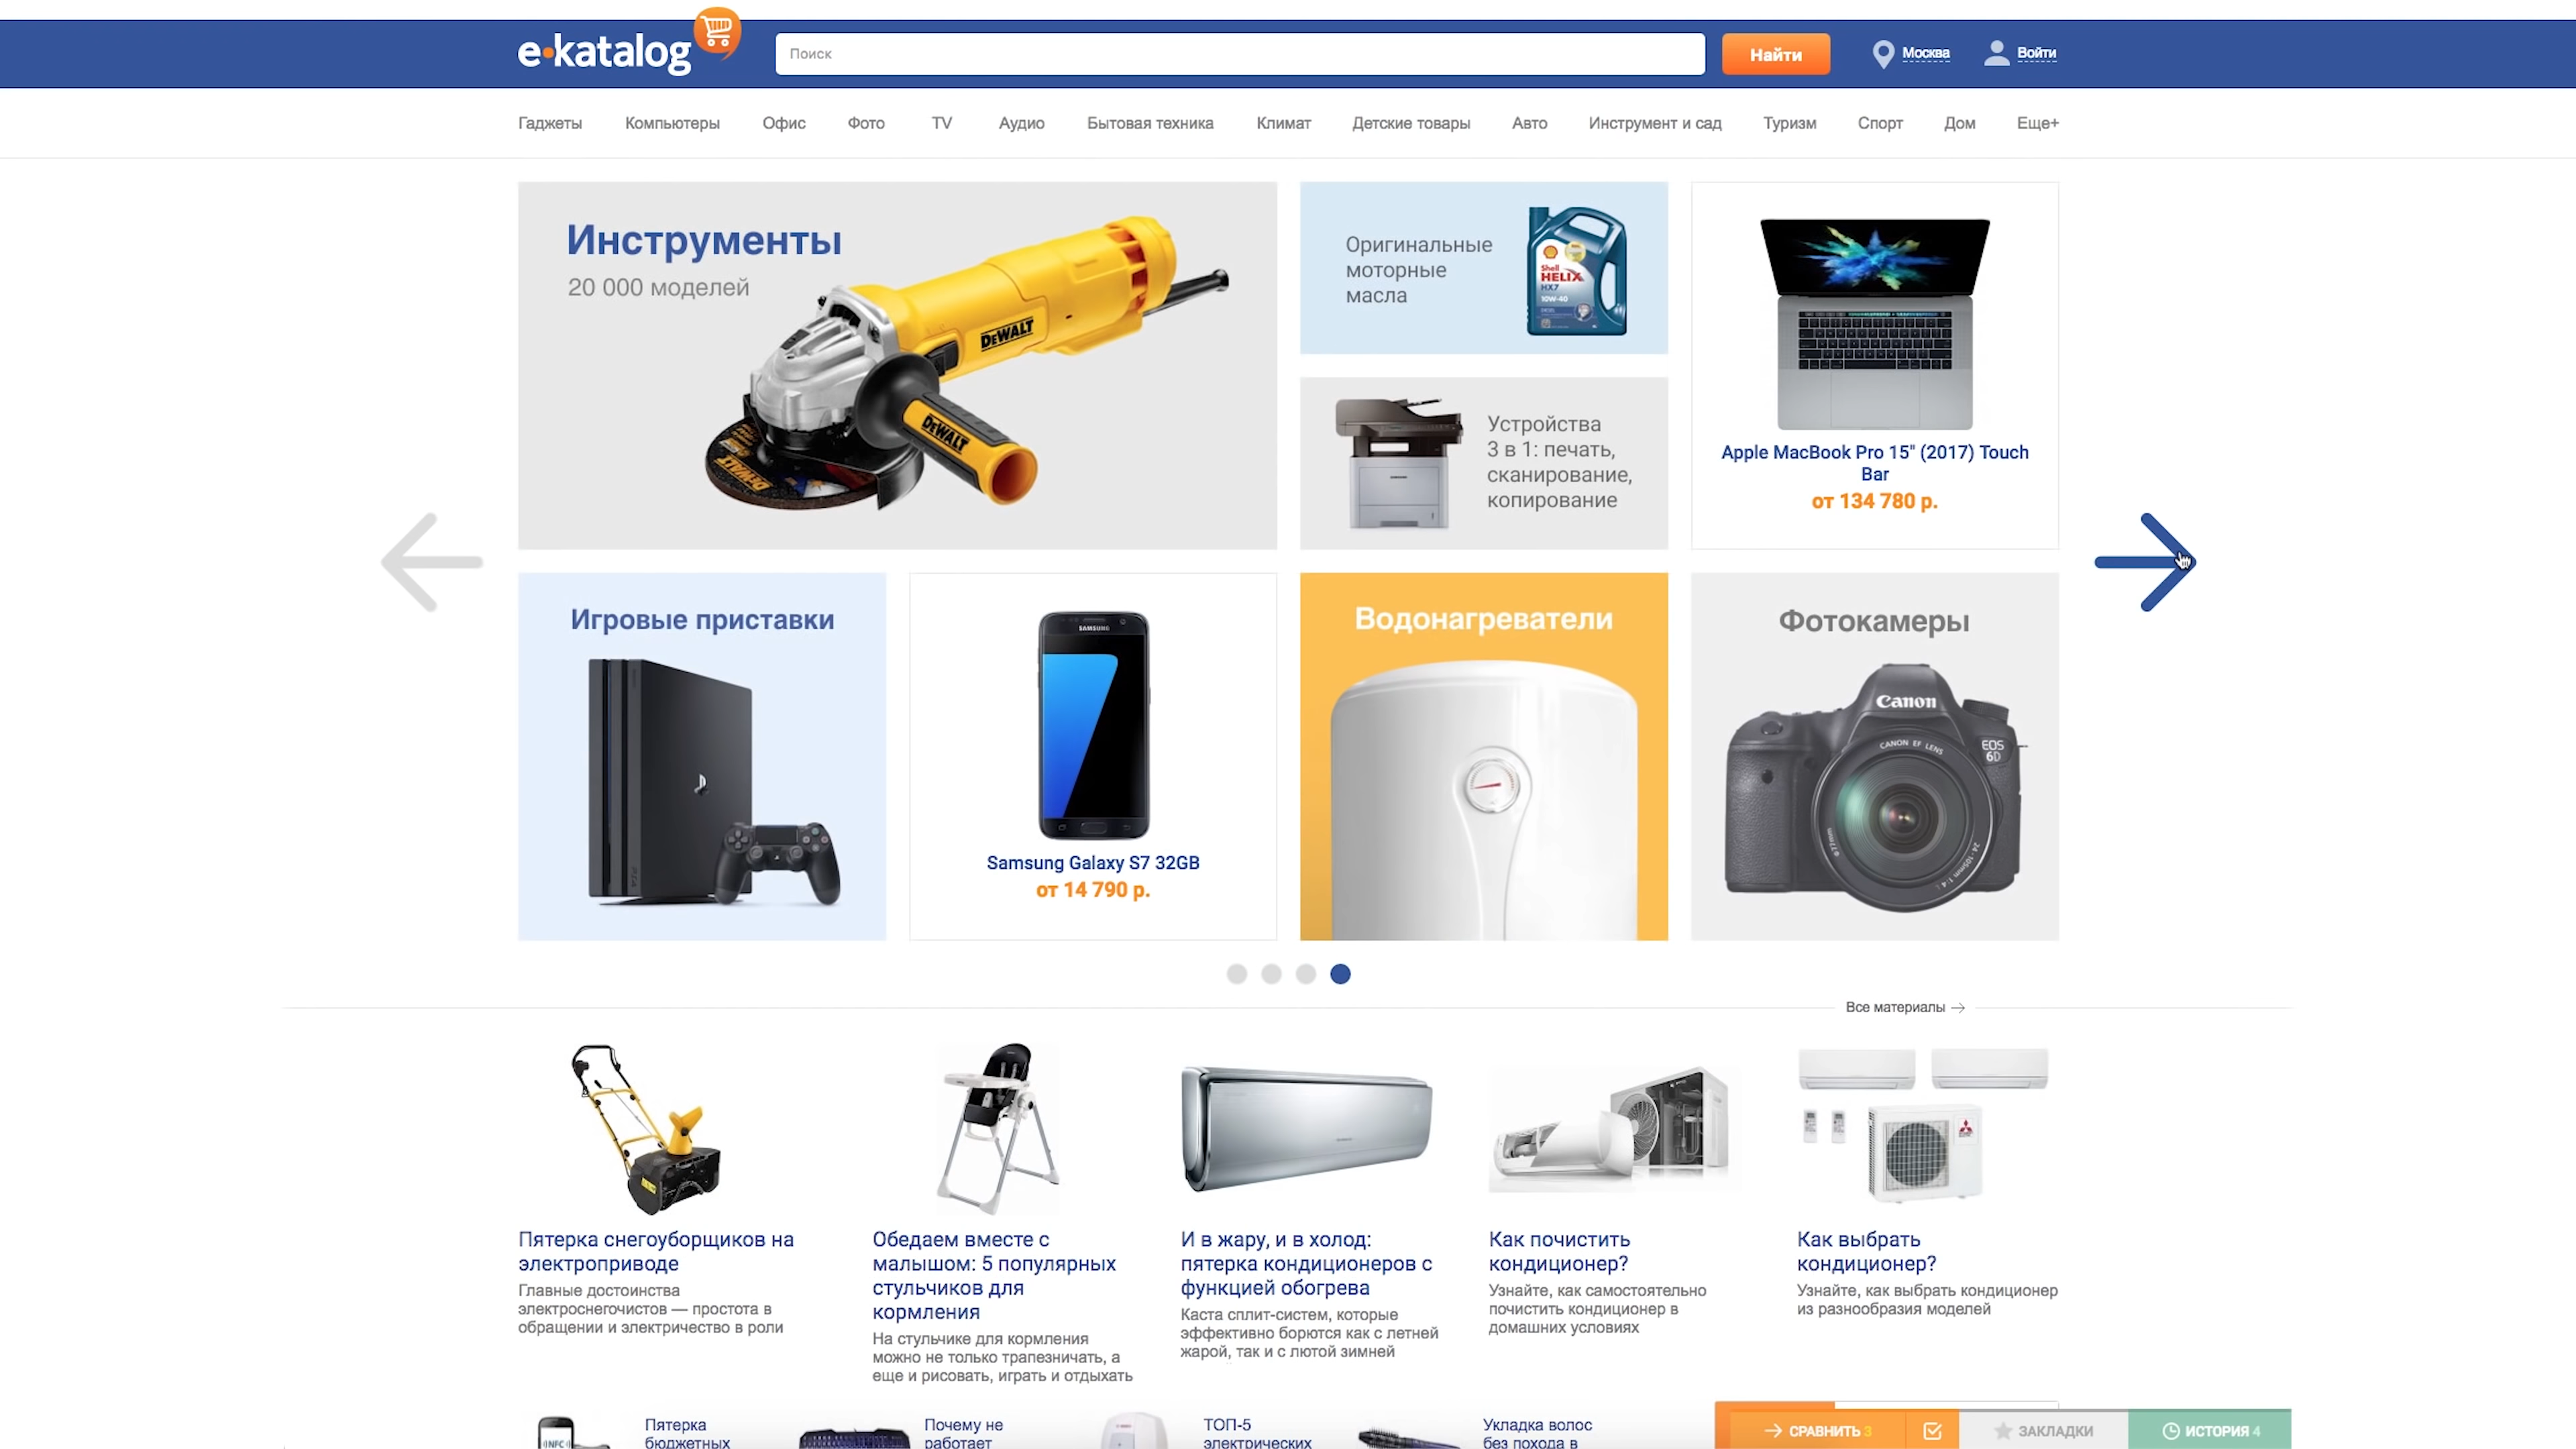 e·katalog
Поиск
Найти
Москва
Войти
Гаджеты Компьютеры Офис Фото TV Аудио Бытовая техника Климат Детские товары Авто Инструмент и сад Туризм Спорт Дом Еще+
Инструменты
20 000 моделей
DEWALT
DEWALT
DEWALT
Оригинальные
моторные
масла
Shell
HELIX
HX7
10W-40
Устройства
3 в 1: печать,
сканирование,
копирование
Apple MacBook Pro 15" (2017) Touch
Bar
от 134 780 р.
Игровые приставки
PS4
SAMSUNG
Samsung Galaxy S7 32GB
от 14 790 р.
Водонагреватели
Фотокамеры
Canon
CANON EF LENS
EOS
6D
Все материалы →
Пятерка снегоуборщиков на
электроприводе
Главные достоинства
электроснегочистов — простота в
обращении и электричество в роли
Обедаем вместе с
малышом: 5 популярных
стульчиков для
кормления
На стульчике для кормления
можно не только трапезничать, а
еще и рисовать, играть и отдыхать
И в жару, и в холод:
пятерка кондиционеров с
функцией обогрева
Каста сплит-систем, которые
эффективно борются как с летней
жарой, так и с лютой зимней
Как почистить
кондиционер?
Узнайте, как самостоятельно
почистить кондиционер в
домашних условиях
Как выбрать
кондиционер?
Узнайте, как выбрать кондиционер
из разнообразия моделей
NFC
Пятерка
бюджетных
Почему не
работает
ТОП-5
электрических
Укладка волос
без похода в
→ СРАВНИТЬ 3
ЗАКЛАДКИ
ИСТОРИЯ 4